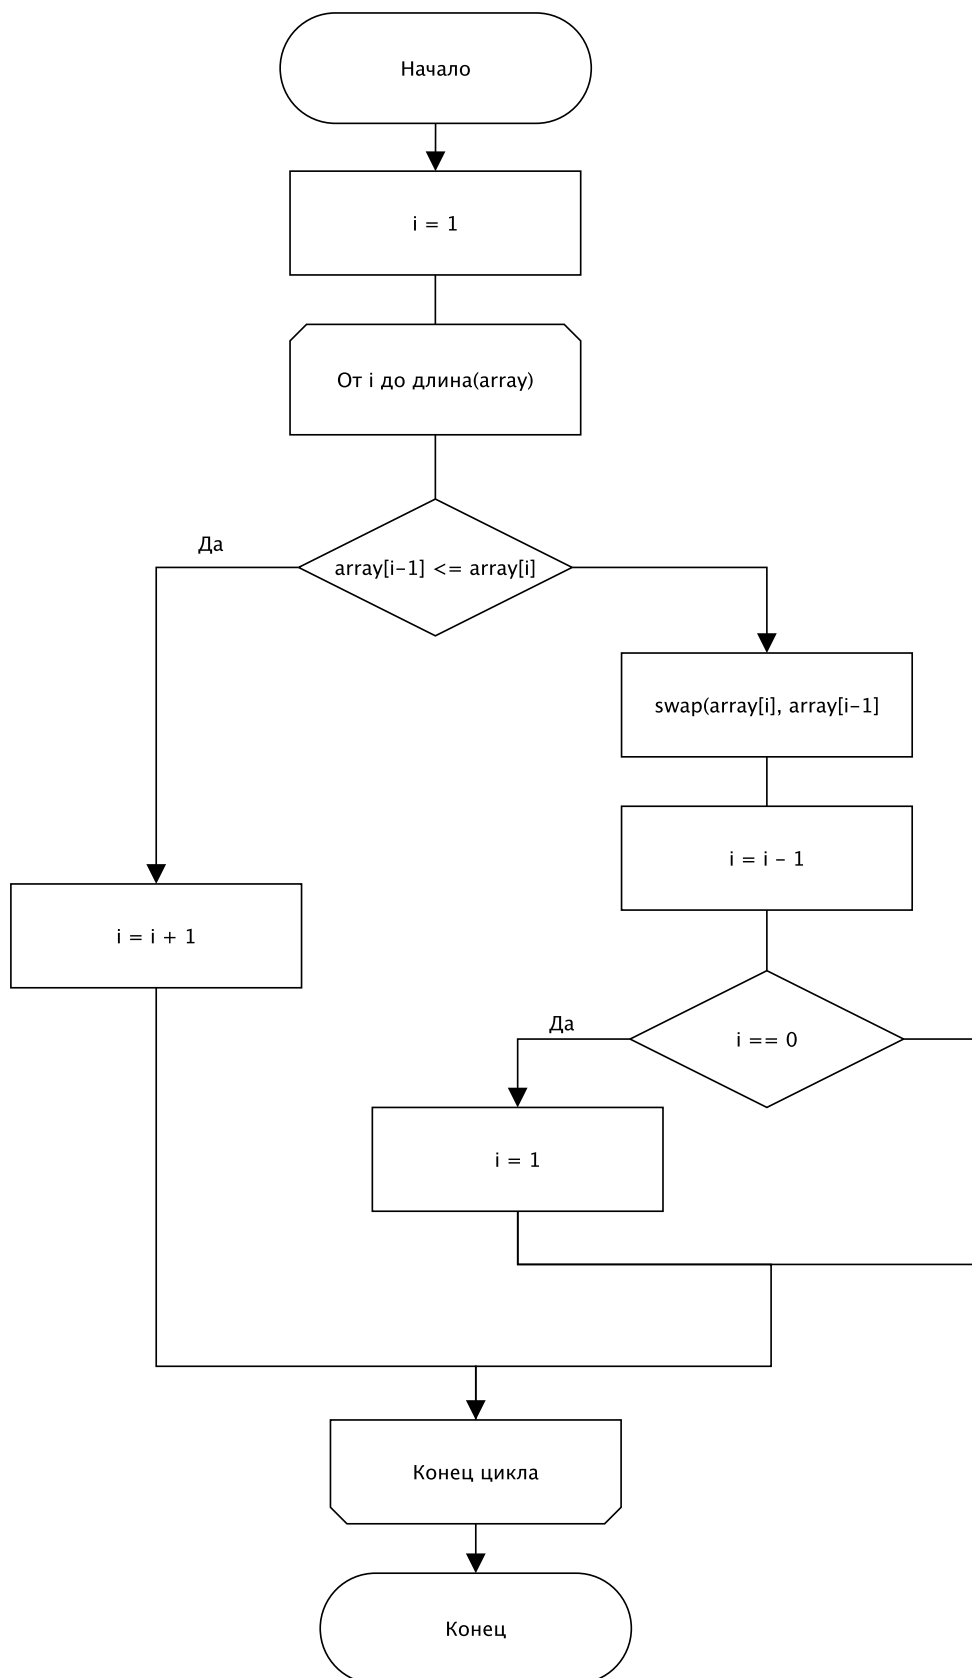 Начало
i = 1
От i до длина(array)
Да
array[i-1] <= array[i]
swap(array[i], array[i-1]
i = i - 1
i = i + 1
Да
i == 0
i = 1
Конец цикла
Конец